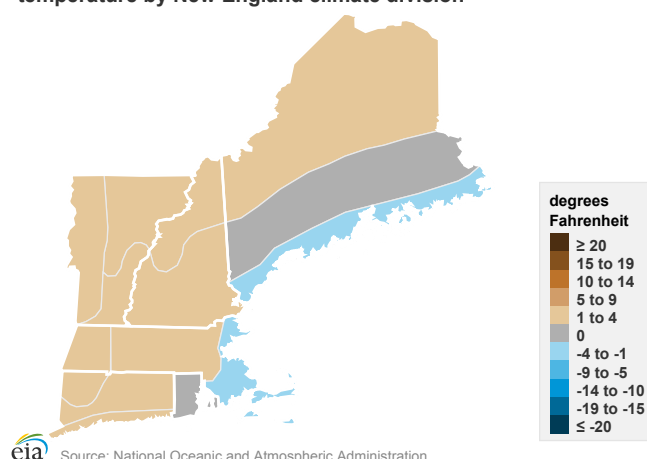 temperature by New England climate division
degrees
Fahrenheit
≥ 20
15 to 19
10 to 14
5 to 9
1 to 4
0
-4 to -1
-9 to -5
-14 to -10
-19 to -15
≤ -20
eia Source: National Oceanic and Atmospheric Administration